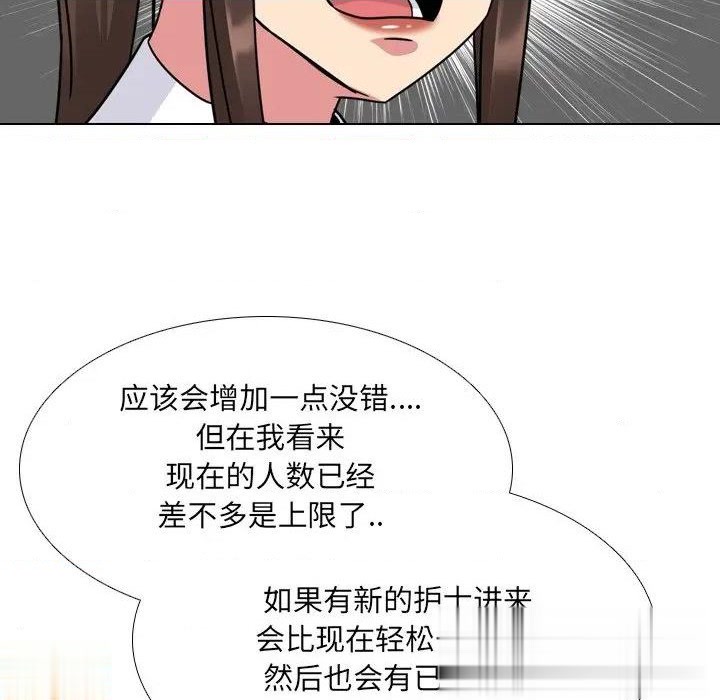 应该会增加一点没错....
但在我看来
现在的人数已经
差不多是上限了..
如果有新的护士进来
会比现在轻松
然后也会有已